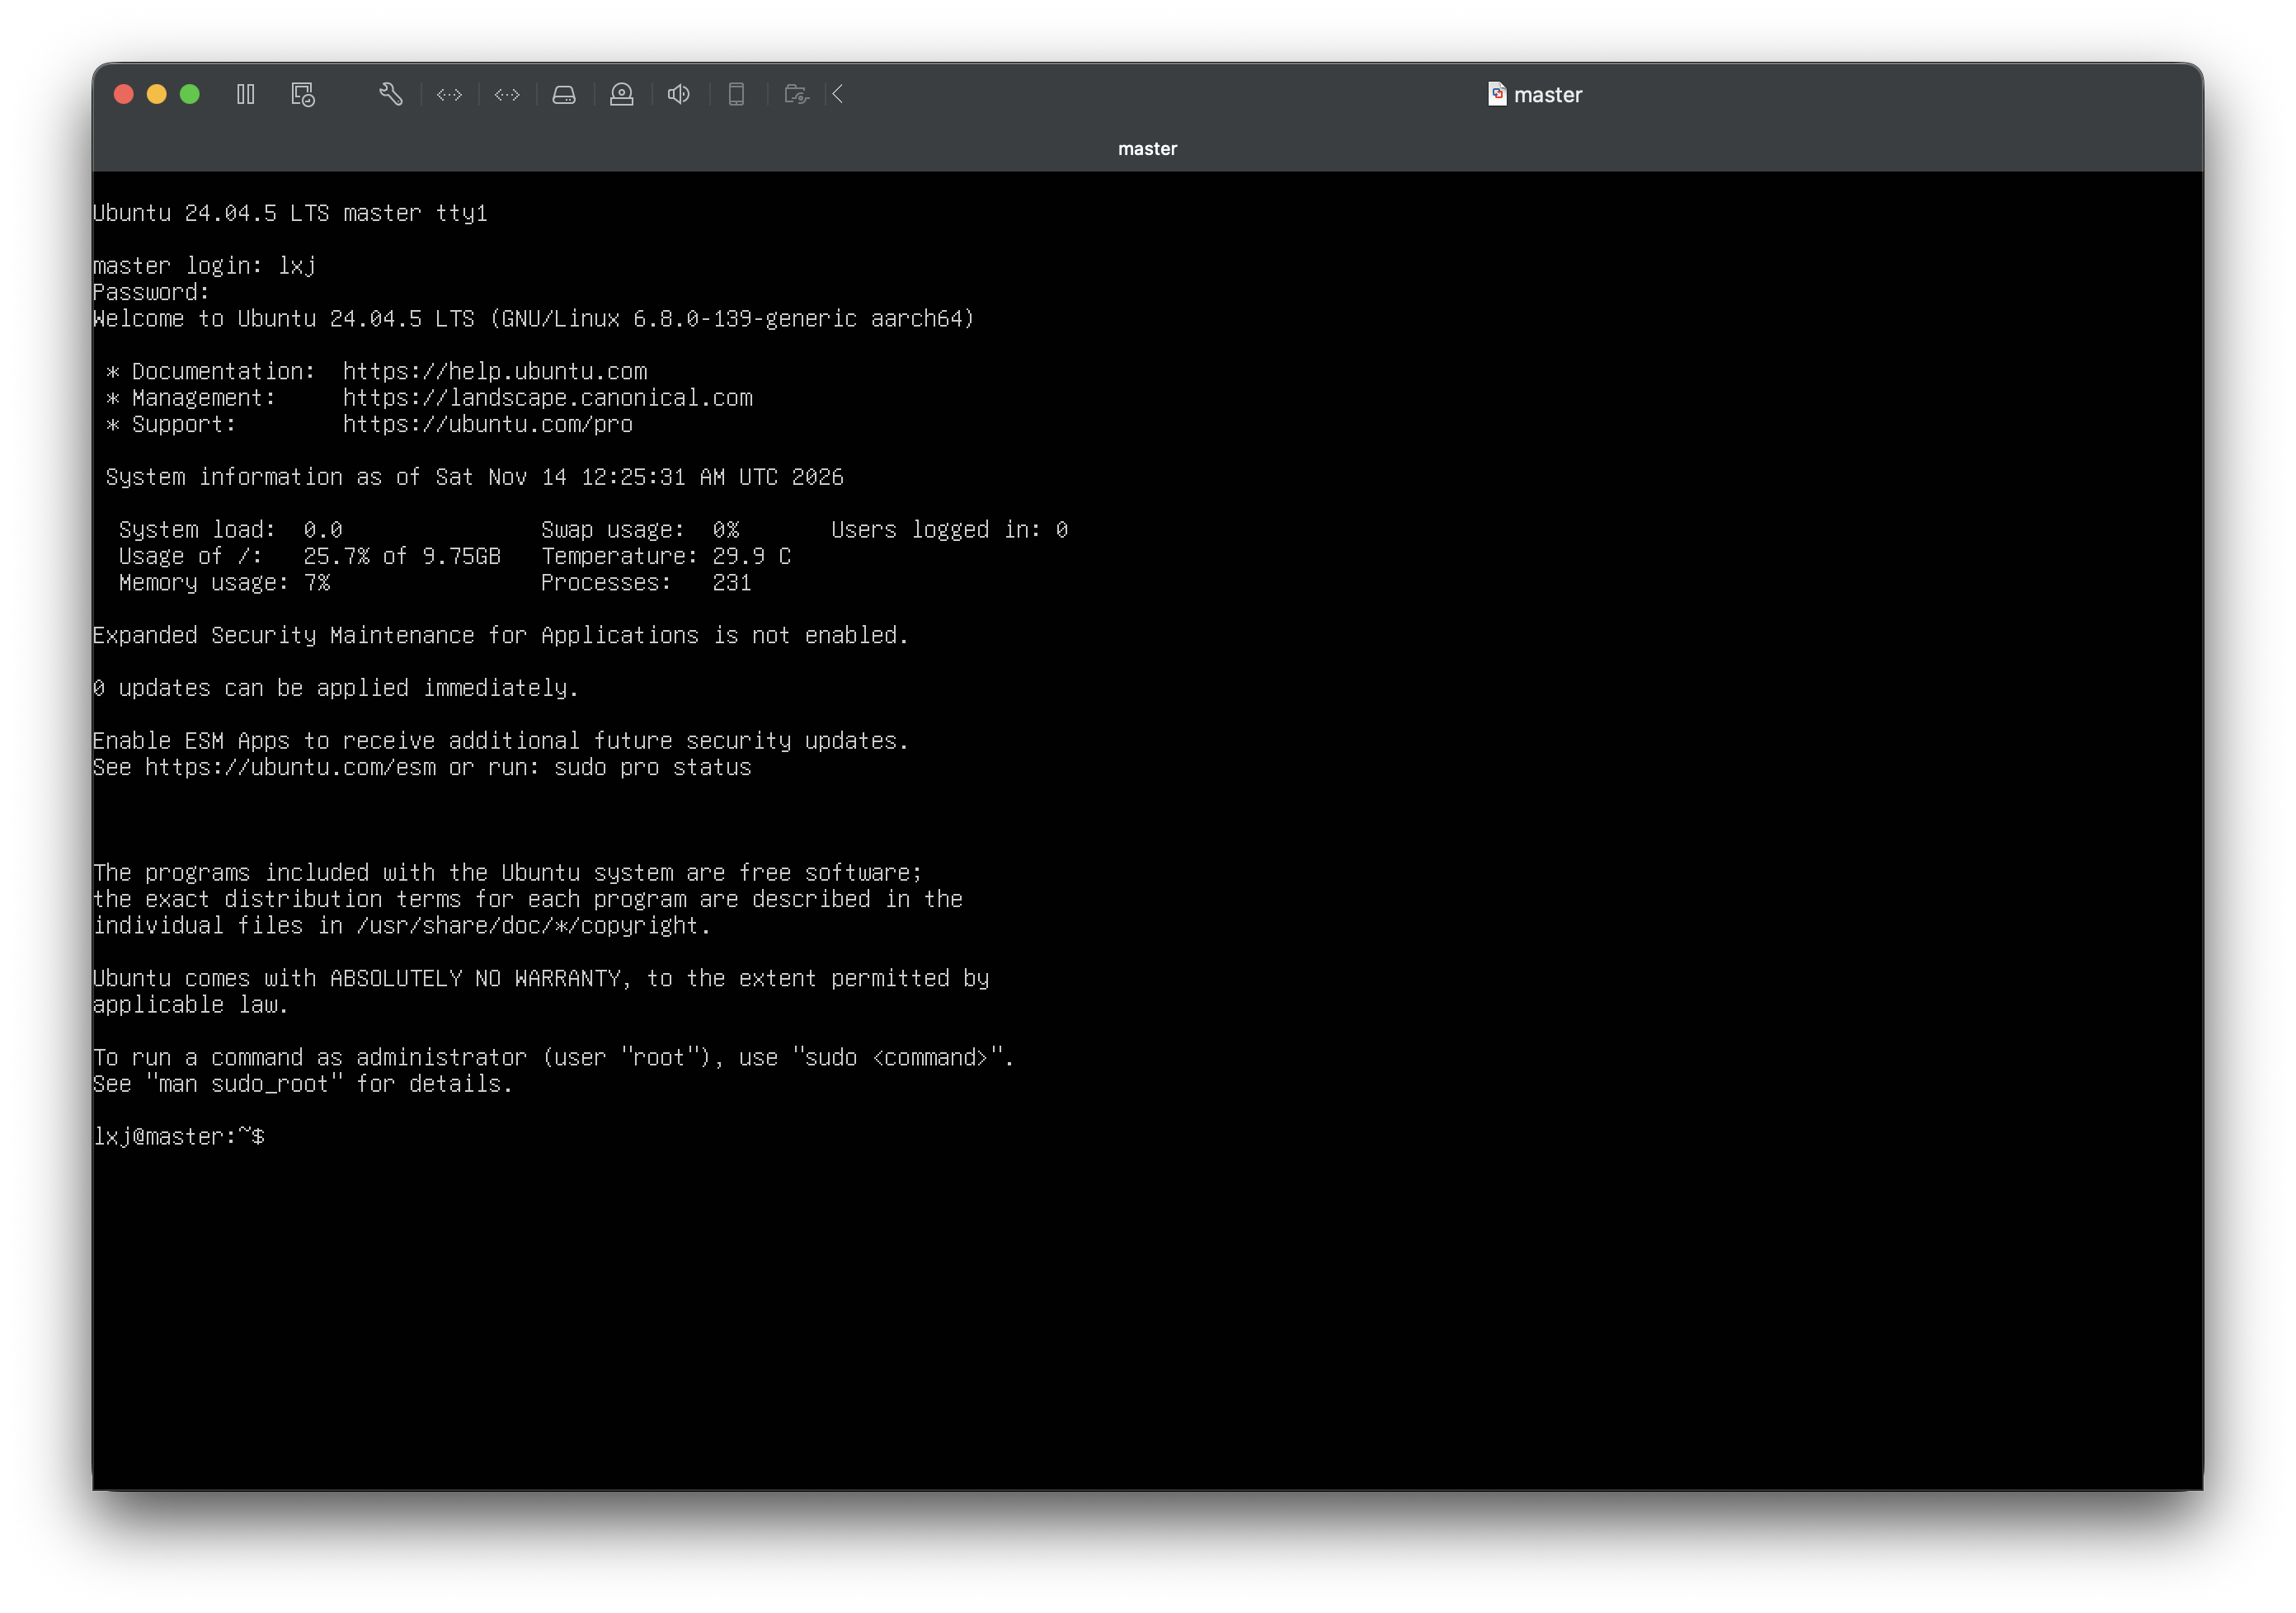 master
master
Ubuntu 24.04.5 LTS master tty1
master login: lxj
Password:
Welcome to Ubuntu 24.04.5 LTS (GNU/Linux 6.8.0-139-generic aarch64)
* Documentation:  https://help.ubuntu.com
* Management:     https://landscape.canonical.com
* Support:        https://ubuntu.com/pro
System information as of Sat Nov 14 12:25:31 AM UTC 2026
System load:  0.0               Swap usage:  0%       Users logged in: 0
Usage of /:   25.7% of 9.75GB   Temperature: 29.9 C
Memory usage: 7%                Processes:   231
Expanded Security Maintenance for Applications is not enabled.
0 updates can be applied immediately.
Enable ESM Apps to receive additional future security updates.
See https://ubuntu.com/esm or run: sudo pro status
The programs included with the Ubuntu system are free software;
the exact distribution terms for each program are described in the
individual files in /usr/share/doc/*/copyright.
Ubuntu comes with ABSOLUTELY NO WARRANTY, to the extent permitted by
applicable law.
To run a command as administrator (user "root"), use "sudo <command>".
See "man sudo_root" for details.
lxj@master:~$